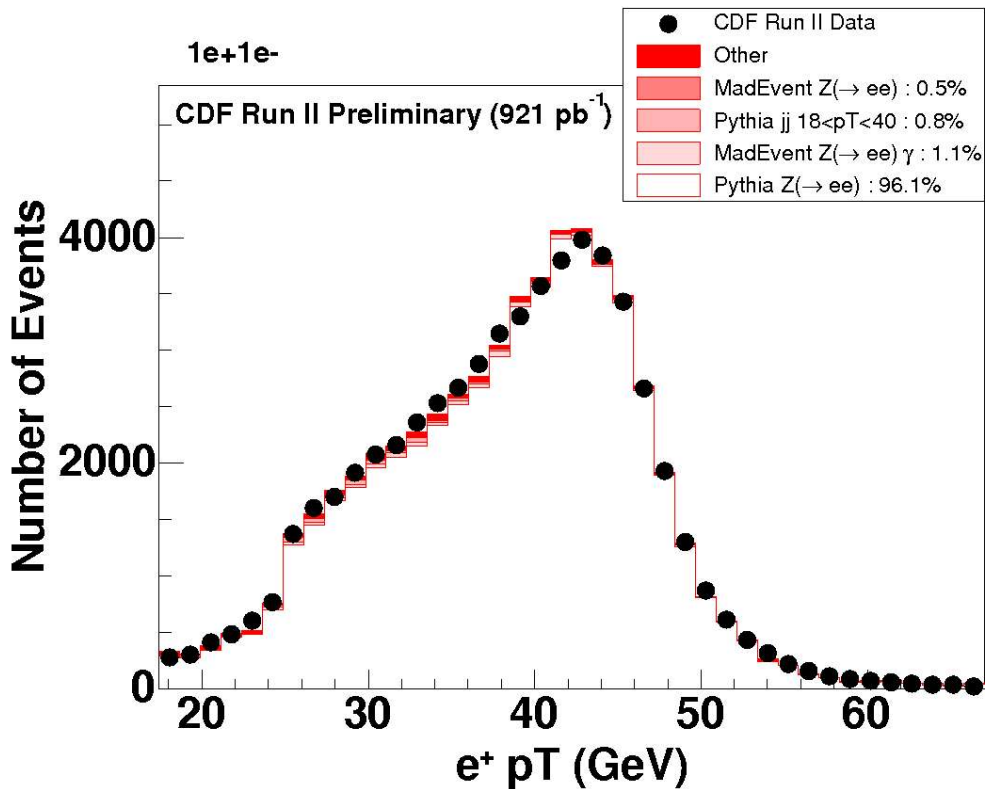 1e+1e-
CDF Run II Data
Other
MadEvent Z(→ ee) : 0.5%
Pythia jj 18<pT<40 : 0.8%
MadEvent Z(→ ee) γ : 1.1%
Pythia Z(→ ee) : 96.1%
CDF Run II Preliminary (921 pb⁻¹)
Number of Events
4000
2000
0
20 30 40 50 60
e⁺ pT (GeV)